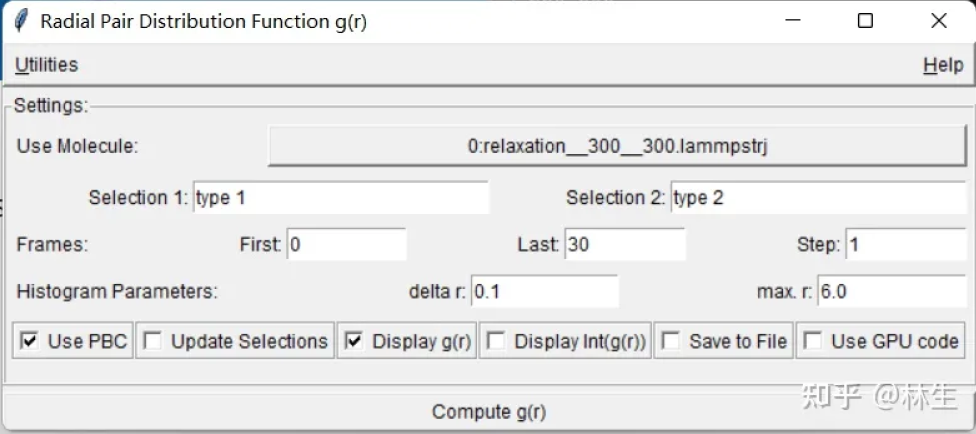 Radial Pair Distribution Function g(r)
Utilities Help
Settings:
Use Molecule: 0:relaxation__300__300.lammpstrj
Selection 1: type 1 Selection 2: type 2
Frames: First: 0 Last: 30 Step: 1
Histogram Parameters: delta r: 0.1 max. r: 6.0
Use PBC Update Selections Display g(r) Display Int(g(r)) Save to File Use GPU code
Compute g(r)
知乎 @林生